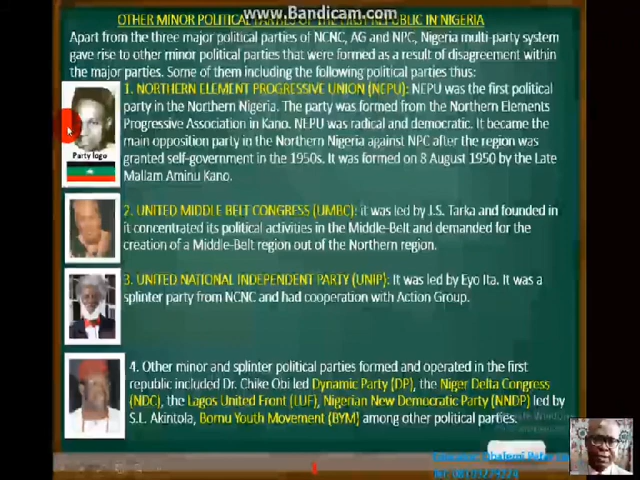 www.Bandicam.com
OTHER MINOR POLITICAL PARTIES OF THE FIRST REPUBLIC IN NIGERIA
Apart from the three major political parties of NCNC, AG and NPC, Nigeria multi-party system
gave rise to other minor political parties that were formed as a result of disagreement within
the major parties. Some of them including the following political parties thus:
1. NORTHERN ELEMENT PROGRESSIVE UNION (NEPU): NEPU was the first political
party in the Northern Nigeria. The party was formed from the Northern Elements
Progressive Association in Kano. NEPU was radical and democratic. It became the
main opposition party in the Northern Nigeria against NPC after the region was
granted self-government in the 1950s. It was formed on 8 August 1950 by the Late
Mallam Aminu Kano.
Party logo
2. UNITED MIDDLE BELT CONGRESS (UMBC): it was led by J.S. Tarka and founded in
it concentrated its political activities in the Middle-Belt and demanded for the
creation of a Middle-Belt region out of the Northern region.
3. UNITED NATIONAL INDEPENDENT PARTY (UNIP): It was led by Eyo Ita. It was a
splinter party from NCNC and had cooperation with Action Group.
4. Other minor and splinter political parties formed and operated in the first
republic included Dr. Chike Obi led Dynamic Party (DP), the Niger Delta Congress
(NDC), the Lagos United Front (LUF), Nigerian New Democratic Party (NNDP) led by
S.L. Akintola, Bornu Youth Movement (BYM) among other political parties.